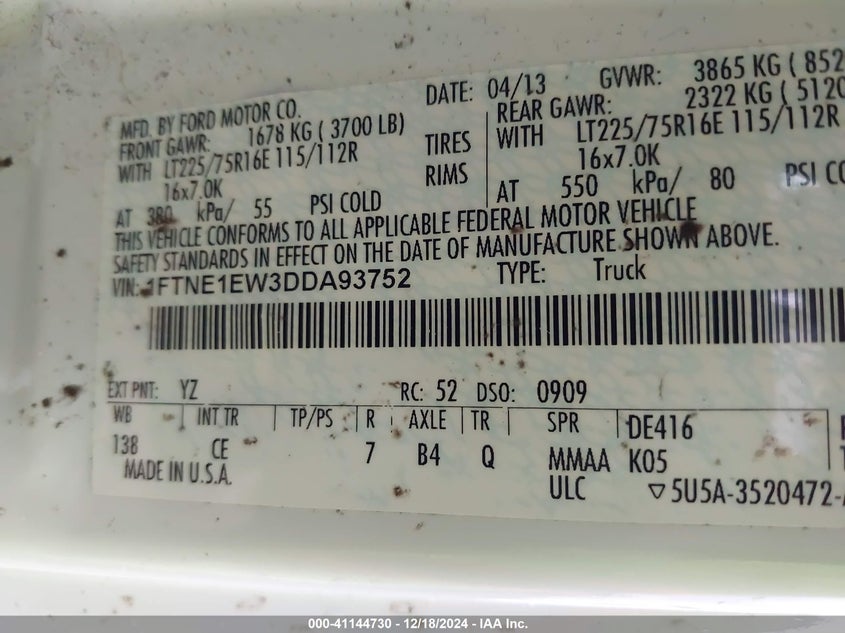 MFD. BY FORD MOTOR CO.
DATE: 04/13 GVWR: 3865 KG ( 852
FRONT GAWR: 1678 KG ( 3700 LB)
REAR GAWR: 2322 KG ( 5120
WITH LT225/75R16E 115/112R TIRES
WITH LT225/75R16E 115/112R
16x7.0K RIMS 16x7.0K
AT 380 kPa/ 55 PSI COLD AT 550 kPa/ 80 PSI CO
THIS VEHICLE CONFORMS TO ALL APPLICABLE FEDERAL MOTOR VEHICLE
SAFETY STANDARDS IN EFFECT ON THE DATE OF MANUFACTURE SHOWN ABOVE.
VIN: 1FTNE1EW3DDA93752 TYPE: Truck
EXT PNT: YZ RC: 52 DSO: 0909
WB INT TR TP/PS R AXLE TR SPR DE416
138 CE 7 B4 Q MMAA K05
MADE IN U.S.A. ULC ▽5U5A-3520472-
000-41144730 - 12/18/2024 - IAA Inc.